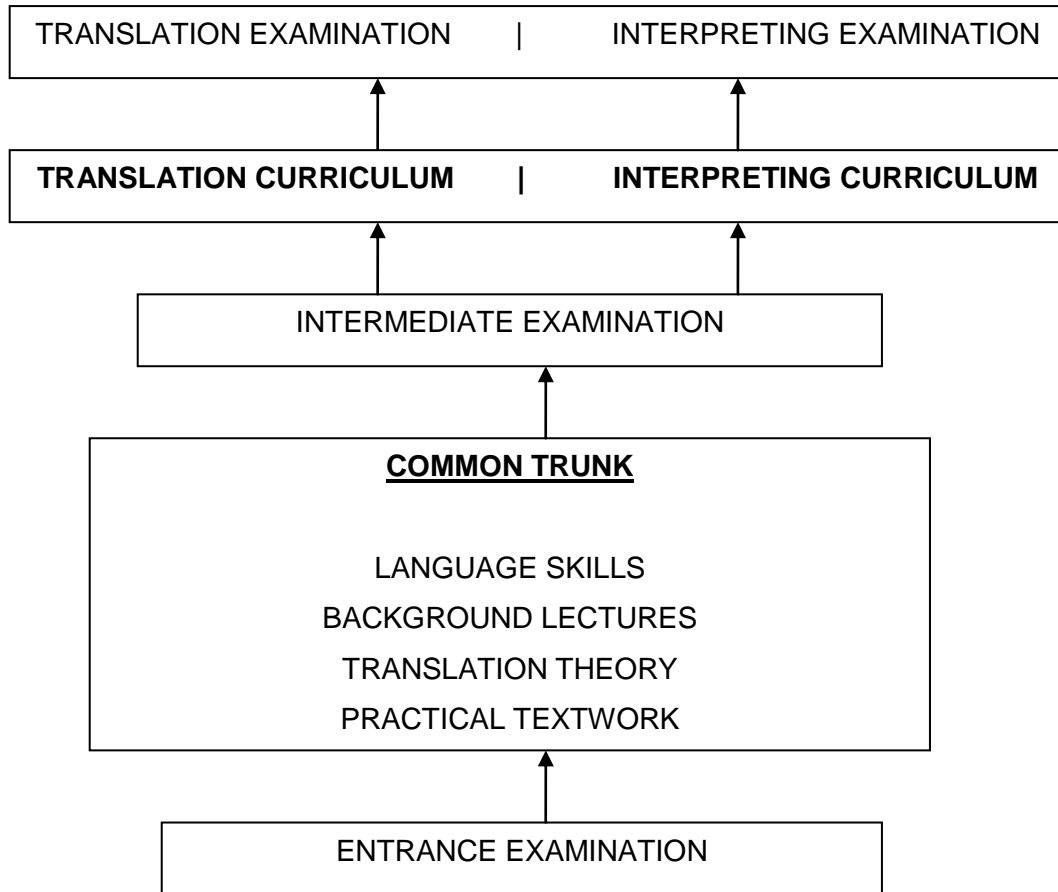 TRANSLATION EXAMINATION | INTERPRETING EXAMINATION
TRANSLATION CURRICULUM | INTERPRETING CURRICULUM
INTERMEDIATE EXAMINATION
COMMON TRUNK
LANGUAGE SKILLS
BACKGROUND LECTURES
TRANSLATION THEORY
PRACTICAL TEXTWORK
ENTRANCE EXAMINATION